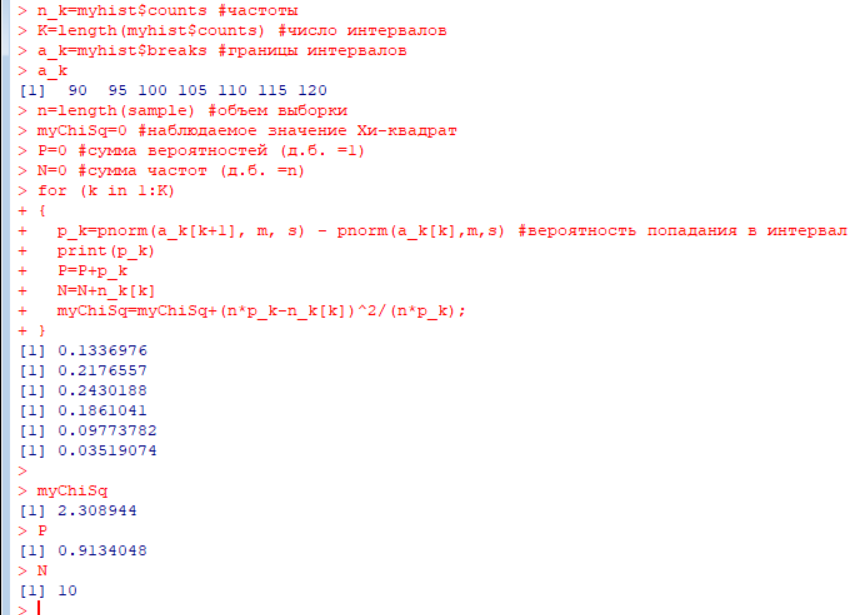 > n_k=myhist$counts #частоты
> K=length(myhist$counts) #число интервалов
> a_k=myhist$breaks #границы интервалов
> a_k
[1]  90  95 100 105 110 115 120
> n=length(sample) #объем выборки
> myChiSq=0 #наблюдаемое значение Хи-квадрат
> P=0 #сумма вероятностей (д.б. =1)
> N=0 #сумма частот (д.б. =n)
> for (k in 1:K)
+ {
+   p_k=pnorm(a_k[k+1], m, s) - pnorm(a_k[k],m,s) #вероятность попадания в интервал
+   print(p_k)
+   P=P+p_k
+   N=N+n_k[k]
+   myChiSq=myChiSq+(n*p_k-n_k[k])^2/(n*p_k);
+ }
[1] 0.1336976
[1] 0.2176557
[1] 0.2430188
[1] 0.1861041
[1] 0.09773782
[1] 0.03519074
>
> myChiSq
[1] 2.308944
> P
[1] 0.9134048
> N
[1] 10
>